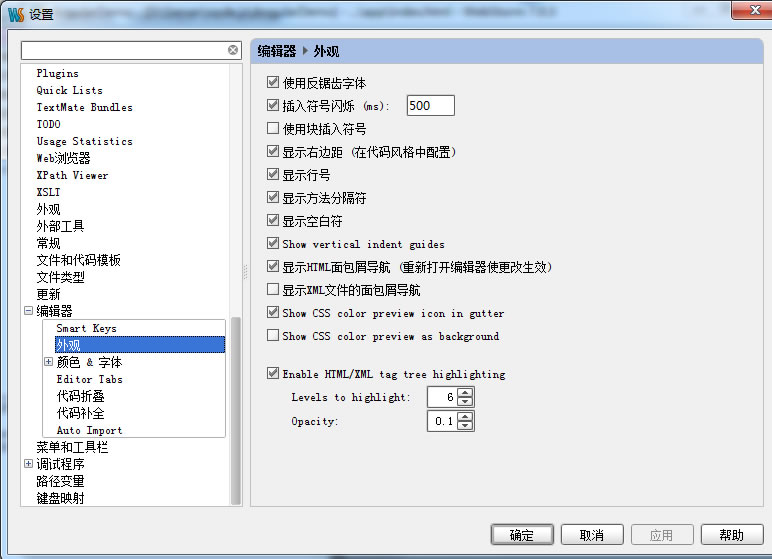 WS 设置
Plugins
Quick Lists
TextMate Bundles
TODO
Usage Statistics
Web浏览器
XPath Viewer
XSLT
外观
外部工具
常规
文件和代码模板
文件类型
更新
编辑器
Smart Keys
外观
颜色 & 字体
Editor Tabs
代码折叠
代码补全
Auto Import
菜单和工具栏
调试程序
路径变量
键盘映射
编辑器 外观
使用反锯齿字体
插入符号闪烁 (ms): 500
使用块插入符号
显示右边距 (在代码风格中配置)
显示行号
显示方法分隔符
显示空白符
Show vertical indent guides
显示HTML面包屑导航 (重新打开编辑器使更改生效)
显示XML文件的面包屑导航
Show CSS color preview icon in gutter
Show CSS color preview as background
Enable HTML/XML tag tree highlighting
Levels to highlight: 6
Opacity: 0.1
确定 取消 应用 帮助